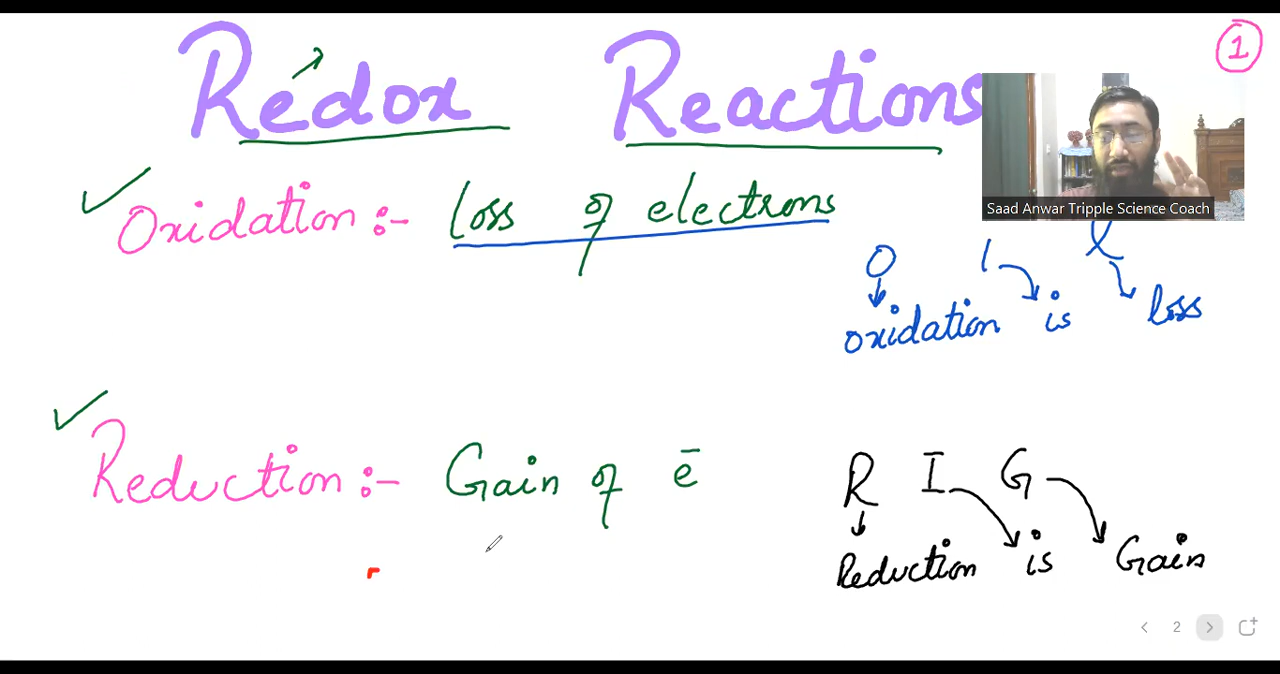 Redox Reactions
1
Oxidation :- loss of electrons
Saad Anwar Tripple Science Coach
O I L
oxidation is loss
Reduction :- Gain of ē
R I G
Reduction is Gain
2